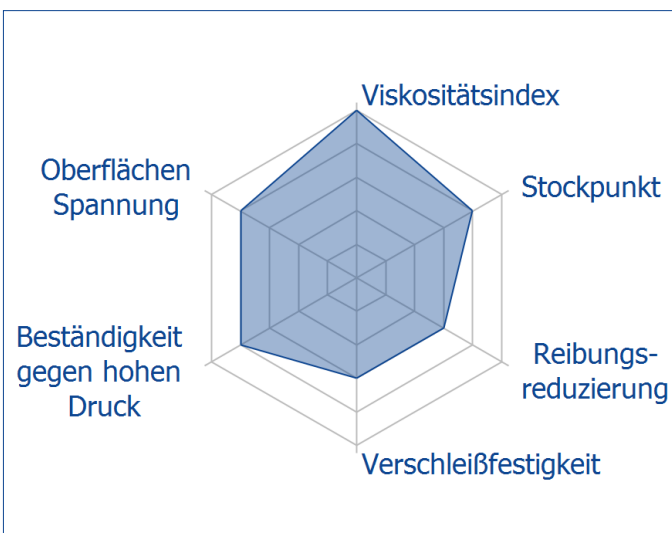 Viskositätsindex
Oberflächen
Spannung
Stockpunkt
Beständigkeit
gegen hohen
Druck
Reibungs-
reduzierung
Verschleißfestigkeit